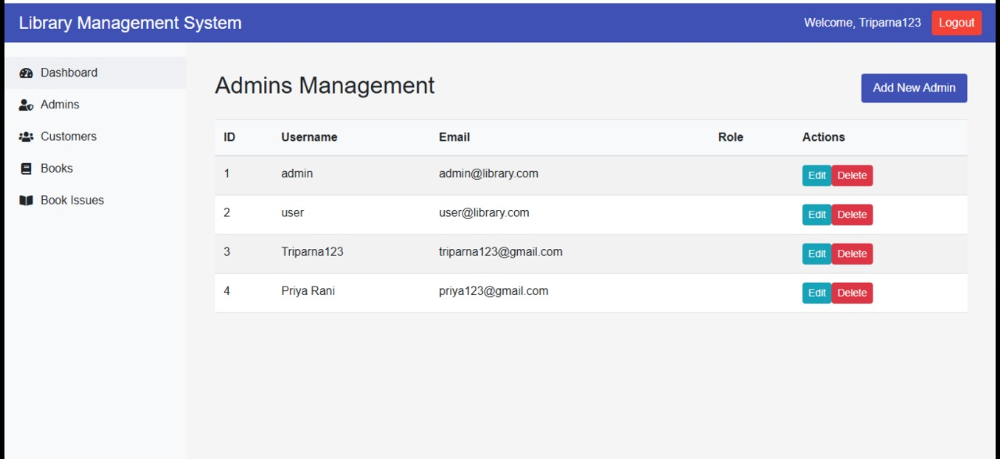 Library Management System Welcome, Triparna123 Logout
Dashboard
Admins
Customers
Books
Book Issues
Admins Management Add New Admin
ID Username Email Role Actions
1 admin admin@library.com Edit Delete
2 user user@library.com Edit Delete
3 Triparna123 triparna123@gmail.com Edit Delete
4 Priya Rani priya123@gmail.com Edit Delete